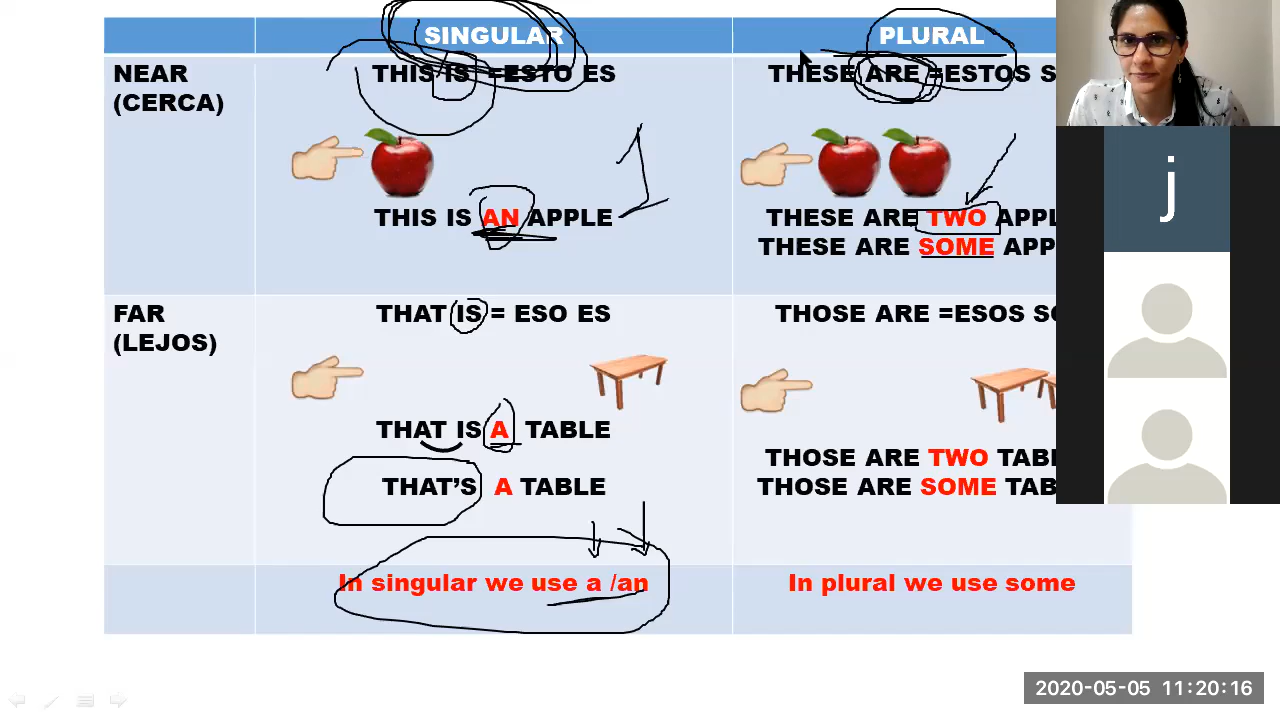 SINGULAR PLURAL
NEAR (CERCA) THIS IS =ESTO ES THESE ARE =ESTOS S
THIS IS AN APPLE THESE ARE TWO APPL
THESE ARE SOME APP
FAR (LEJOS) THAT IS = ESO ES THOSE ARE =ESOS SO
THAT IS A TABLE THOSE ARE TWO TABL
THAT'S A TABLE THOSE ARE SOME TAB
In singular we use a /an In plural we use some
1
j
2020-05-05 11:20:16